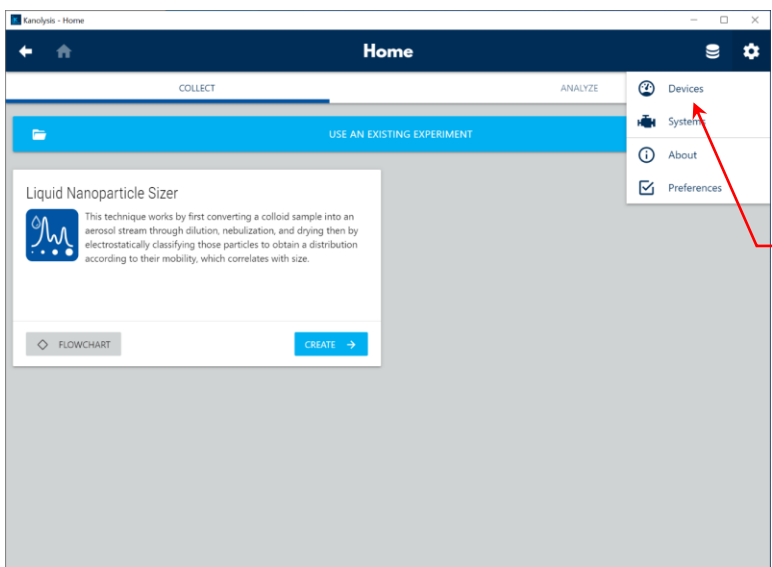 Kanolysis - Home
Home
COLLECT
ANALYZE
Devices
Systems
About
Preferences
USE AN EXISTING EXPERIMENT
Liquid Nanoparticle Sizer
This technique works by first converting a colloid sample into an
aerosol stream through dilution, nebulization, and drying then by
electrostatically classifying those particles to obtain a distribution
according to their mobility, which correlates with size.
FLOWCHART
CREATE